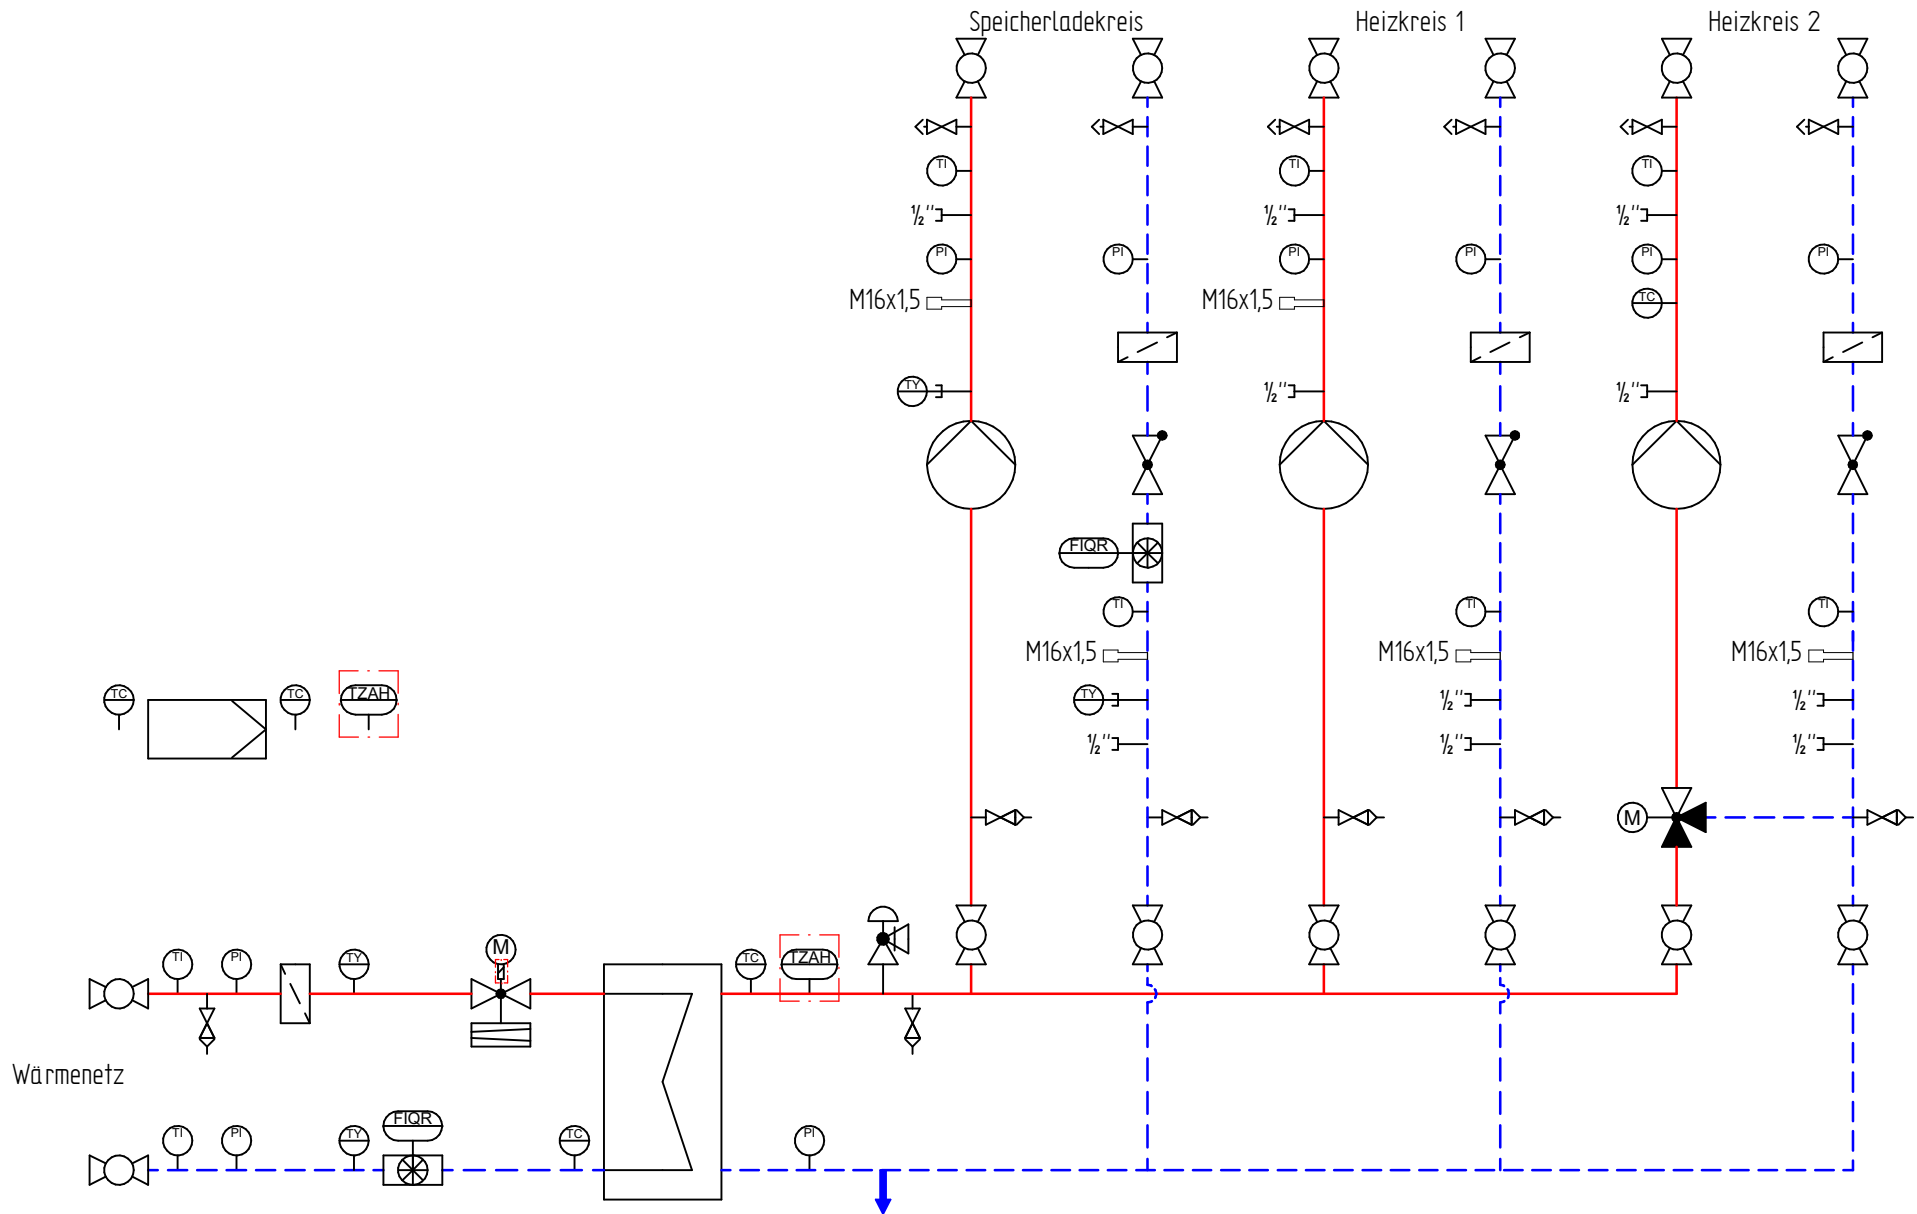 Speicherladekreis Heizkreis 1 Heizkreis 2
TI TI TI
½" ½" ½"
PI PI PI PI PI PI
M16x1,5 M16x1,5 TC
TY ½" ½"
FIQR
TI TI TI
M16x1,5 M16x1,5 M16x1,5
TC TC TZAH TY ½" ½"
½" ½" ½"
M
M
TI PI TY TC TZAH
Wärmenetz
FIQR
TI PI TY TC PI